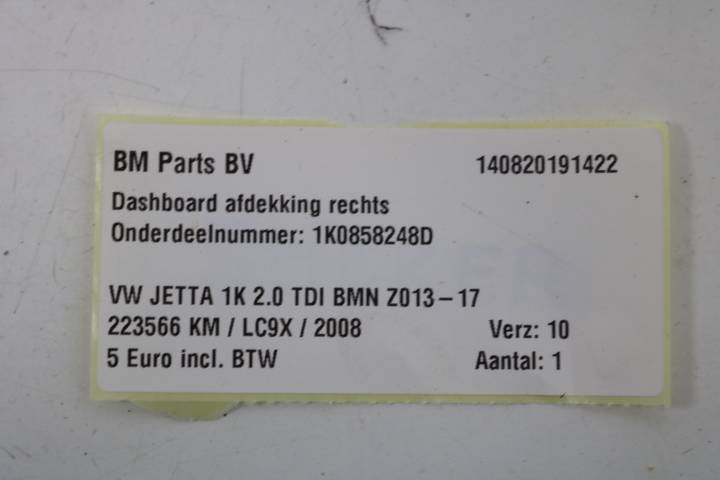 BM Parts BV 140820191422
Dashboard afdekking rechts
Onderdeelnummer: 1K0858248D
VW JETTA 1K 2.0 TDI BMN Z013-17
223566 KM / LC9X / 2008 Verz: 10
5 Euro incl. BTW Aantal: 1